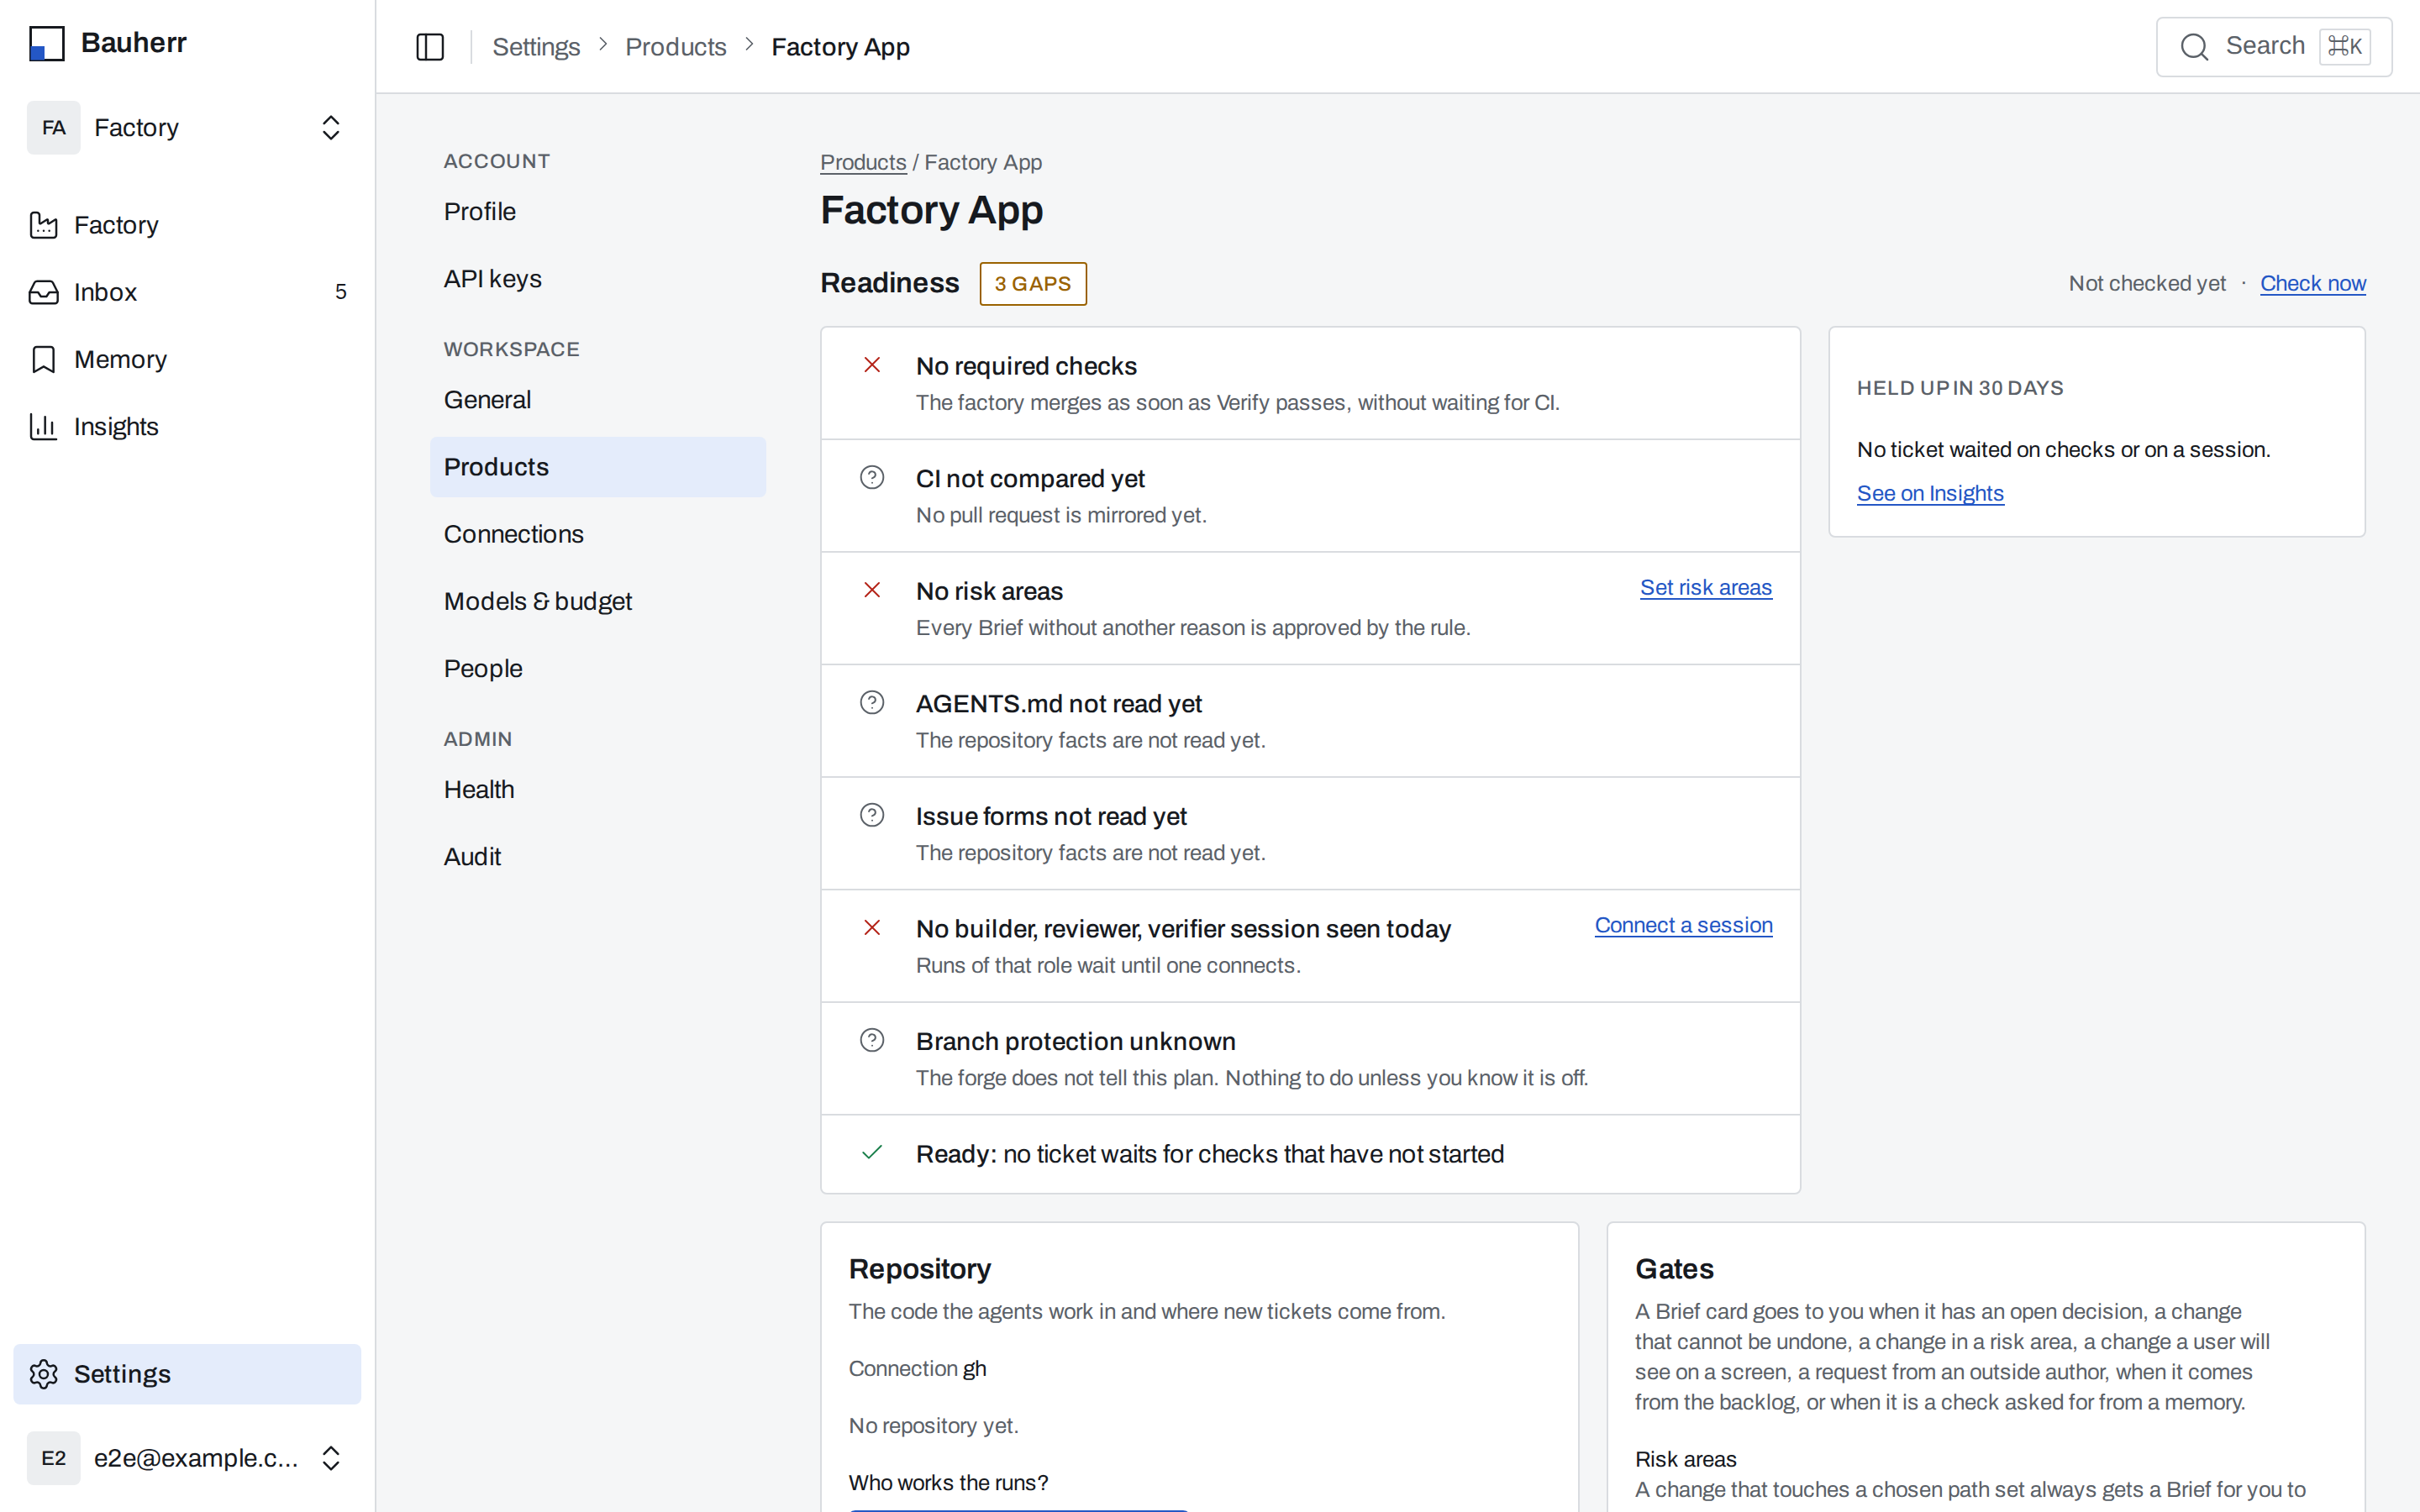 Bauherr
FA Factory
Factory
Inbox 5
Memory
Insights
Settings
E2 e2e@example.c...
Settings Products Factory App
Search ⌘K
ACCOUNT
Profile
API keys
WORKSPACE
General
Products
Connections
Models & budget
People
ADMIN
Health
Audit
Products / Factory App
Factory App
Readiness 3 GAPS
Not checked yet · Check now
No required checks
The factory merges as soon as Verify passes, without waiting for CI.
CI not compared yet
No pull request is mirrored yet.
No risk areas Set risk areas
Every Brief without another reason is approved by the rule.
AGENTS.md not read yet
The repository facts are not read yet.
Issue forms not read yet
The repository facts are not read yet.
No builder, reviewer, verifier session seen today Connect a session
Runs of that role wait until one connects.
Branch protection unknown
The forge does not tell this plan. Nothing to do unless you know it is off.
Ready: no ticket waits for checks that have not started
HELD UP IN 30 DAYS
No ticket waited on checks or on a session.
See on Insights
Repository
The code the agents work in and where new tickets come from.
Connection gh
No repository yet.
Who works the runs?
Gates
A Brief card goes to you when it has an open decision, a change
that cannot be undone, a change in a risk area, a change a user will
see on a screen, a request from an outside author, when it comes
from the backlog, or when it is a check asked for from a memory.
Risk areas
A change that touches a chosen path set always gets a Brief for you to